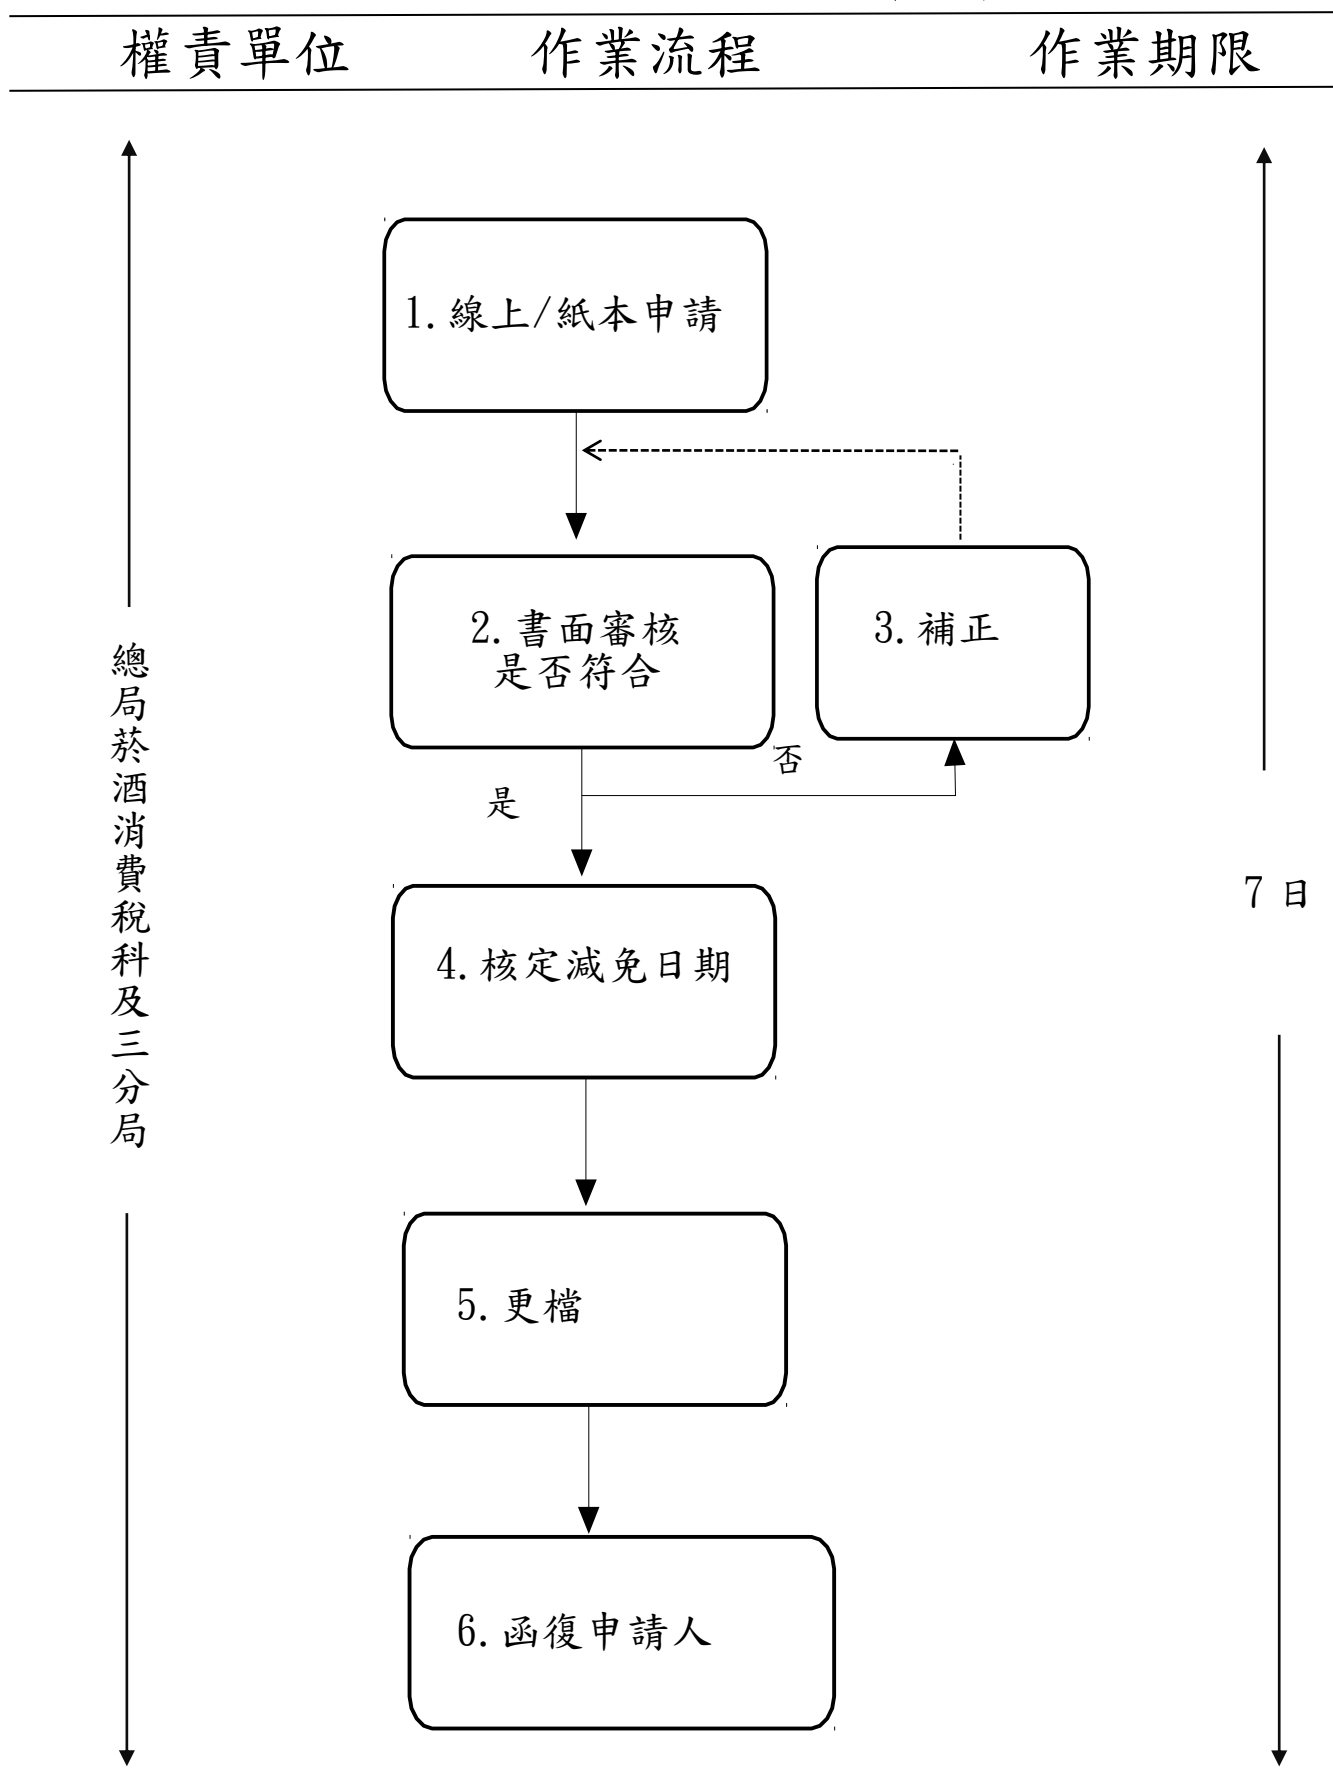 權責單位 作業流程 作業期限
1.線上/紙本申請
2.書面審核
是否符合
3.補正
否
是
總局菸酒消費稅科及三分局
7日
4.核定減免日期
5.更檔
6.函復申請人